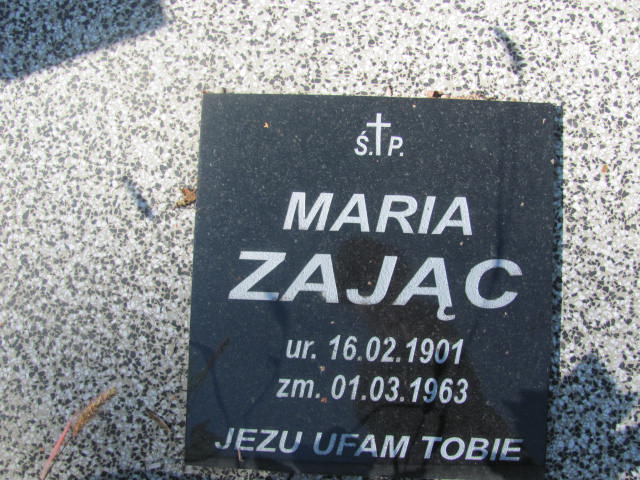 Ś. P.
MARIA
ZAJĄC
ur. 16.02.1901
zm. 01.03.1963
JEZU UFAM TOBIE